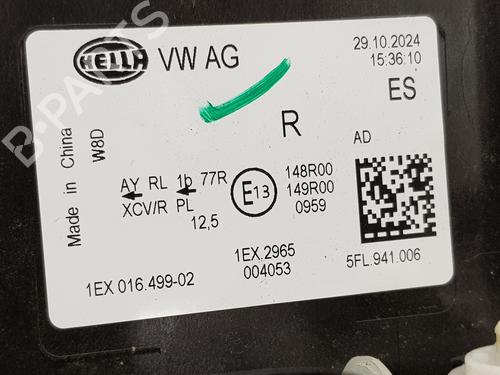 HELLA VW AG
29.10.2024
15:36:10
ES
R
AD
Made in China
W8D
AY RL 1b 77R
XCV/R PL
12,5
E13
148R00
149R00
0959
1EX 016.499-02
1EX.2965
004053
5FL.941.006
B-PARTS